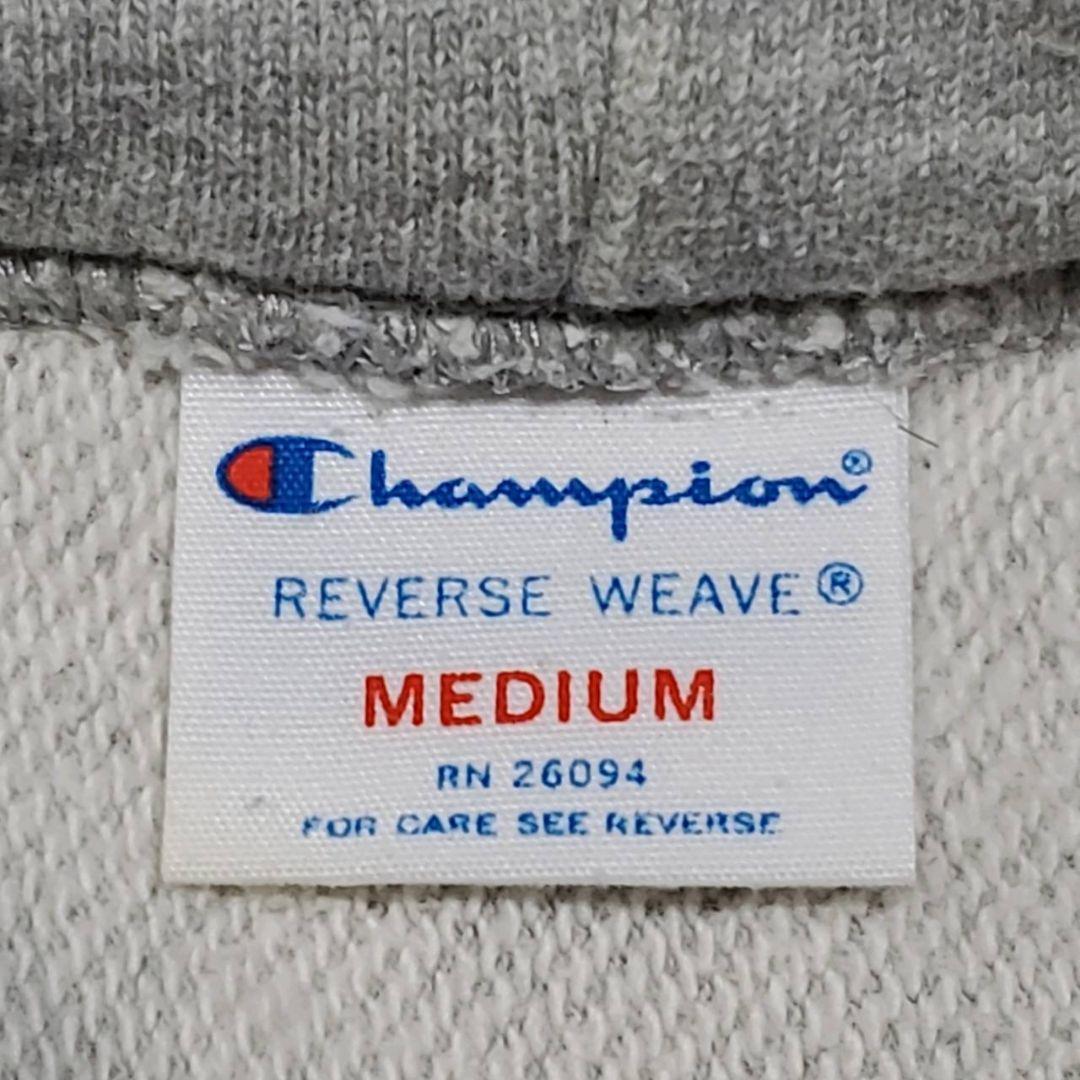 Champion®
REVERSE WEAVE®
MEDIUM
RN 26094
FOR CARE SEE REVERSE